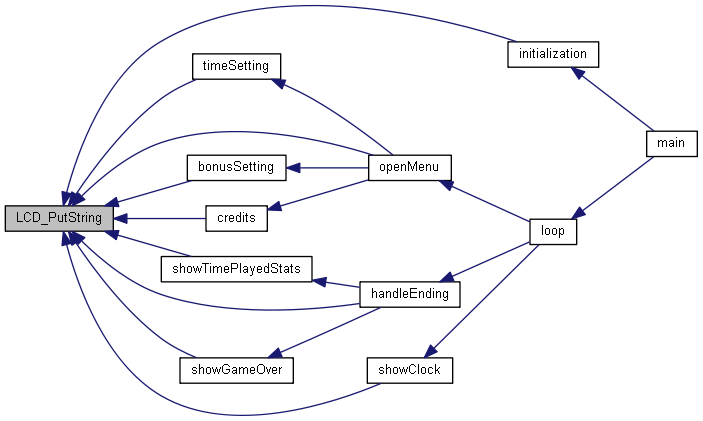 initialization
timeSetting
main
bonusSetting
openMenu
LCD_PutString
credits
loop
showTimePlayedStats
handleEnding
showGameOver
showClock